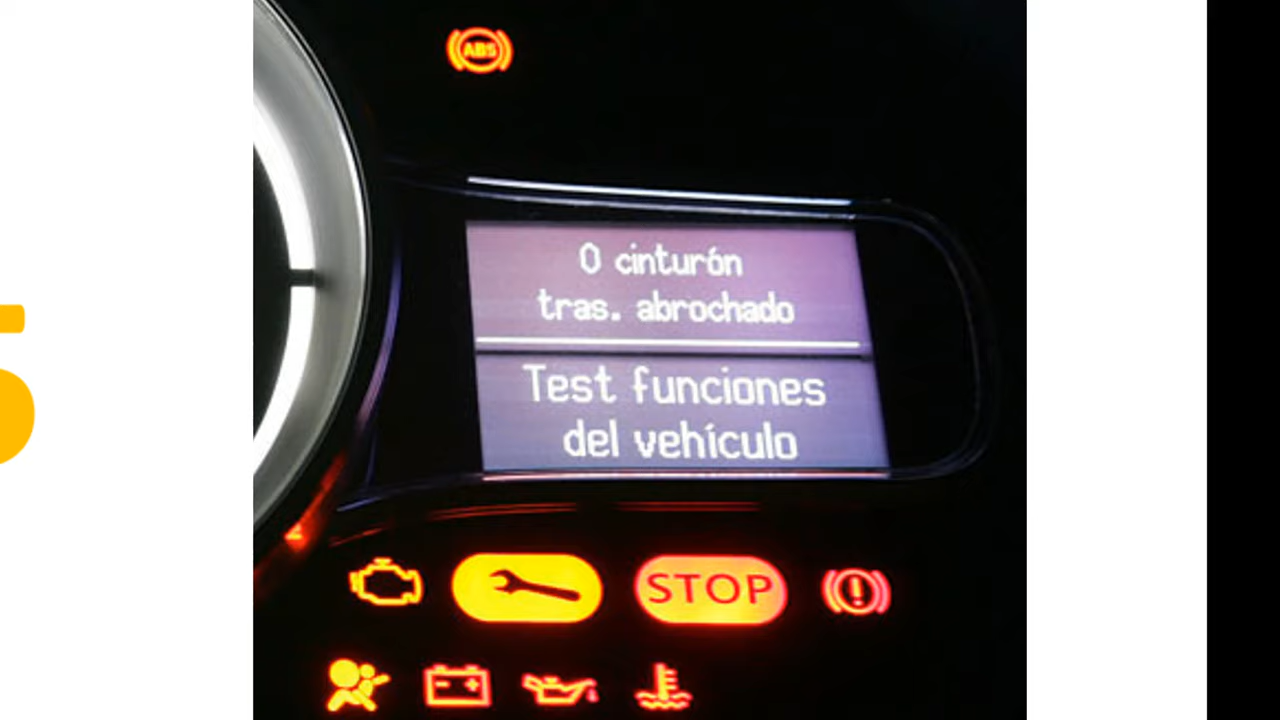 ABS
0 cinturón
tras. abrochado
Test funciones
del vehículo
STOP